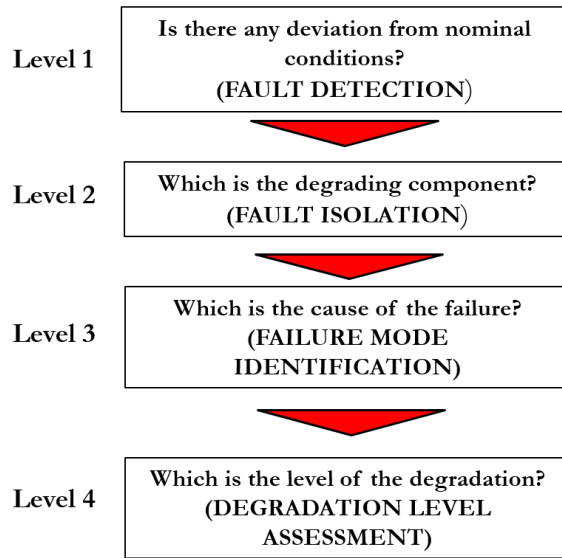 Level 1
Is there any deviation from nominal
conditions?
(FAULT DETECTION)
Level 2
Which is the degrading component?
(FAULT ISOLATION)
Level 3
Which is the cause of the failure?
(FAILURE MODE
IDENTIFICATION)
Level 4
Which is the level of the degradation?
(DEGRADATION LEVEL
ASSESSMENT)